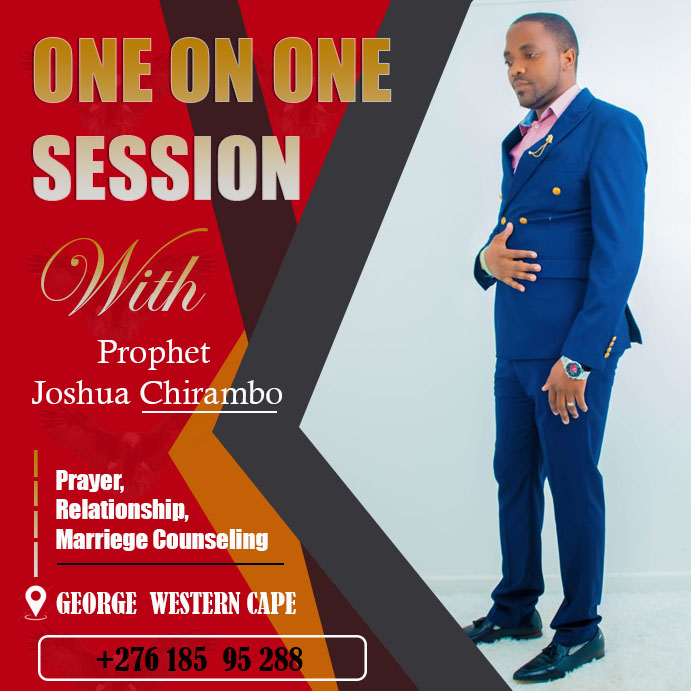 ONE ON ONE
SESSION
With
Prophet
Joshua Chirambo
Prayer,
Relationship,
Marriege Counseling
GEORGE WESTERN CAPE
+276 185 95 288